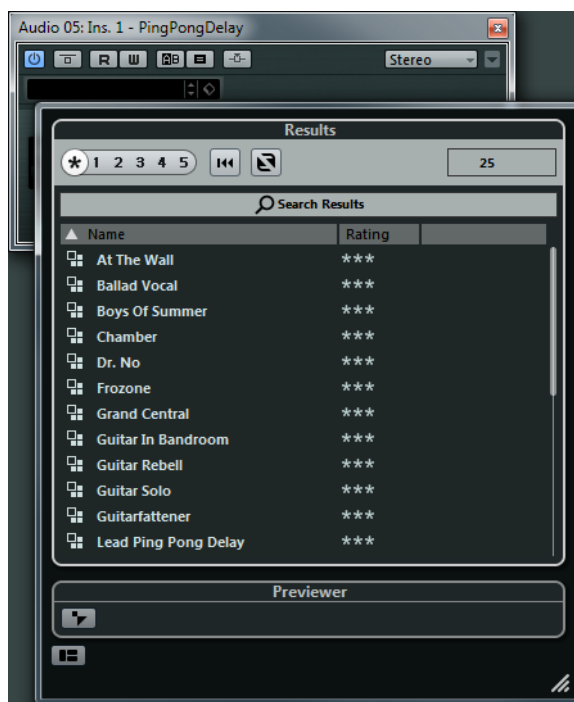 Audio 05: Ins. 1 - PingPongDelay
R W AB Stereo
Results
* 1 2 3 4 5 25
Search Results
Name Rating
At The Wall ***
Ballad Vocal ***
Boys Of Summer ***
Chamber ***
Dr. No ***
Frozone ***
Grand Central ***
Guitar In Bandroom ***
Guitar Rebell ***
Guitar Solo ***
Guitarfattener ***
Lead Ping Pong Delay ***
Previewer